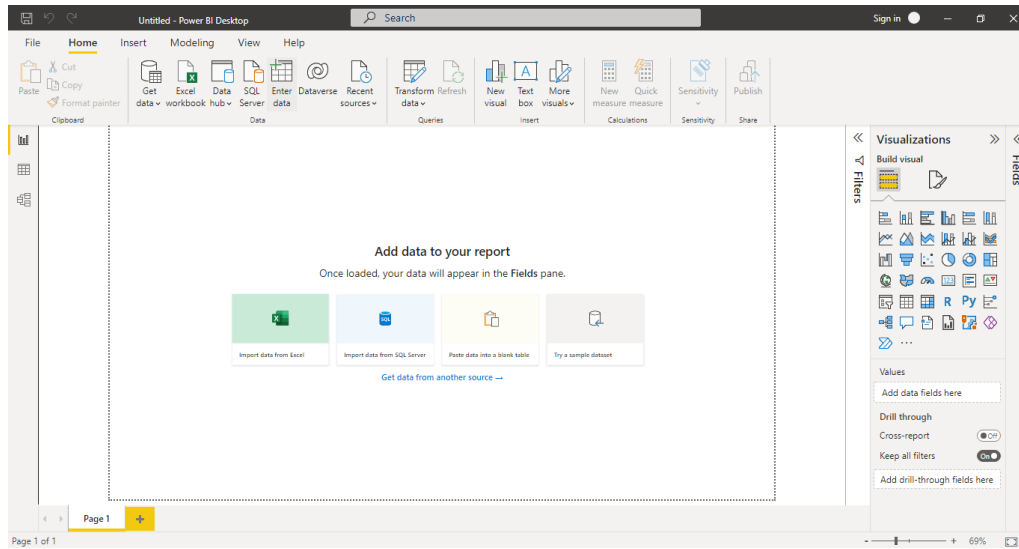 Untitled - Power BI Desktop
Search
Sign in
File Home Insert Modeling View Help
Paste
Cut
Copy
Format painter
Clipboard
Get data
Excel workbook
Data hub
SQL Server
Enter data
Dataverse
Recent sources
Data
Transform data
Refresh
Queries
New visual
Text box
More visuals
Insert
New measure
Quick measure
Calculations
Sensitivity
Sensitivity
Publish
Share
Add data to your report
Once loaded, your data will appear in the Fields pane.
SQL
Import data from Excel
Import data from SQL Server
Paste data into a blank table
Try a sample dataset
Get data from another source →
Filters
Visualizations
Build visual
123
R
Py
Values
Add data fields here
Drill through
Cross-report
Off
Keep all filters
On
Add drill-through fields here
Fields
Page 1
Page 1 of 1
69%